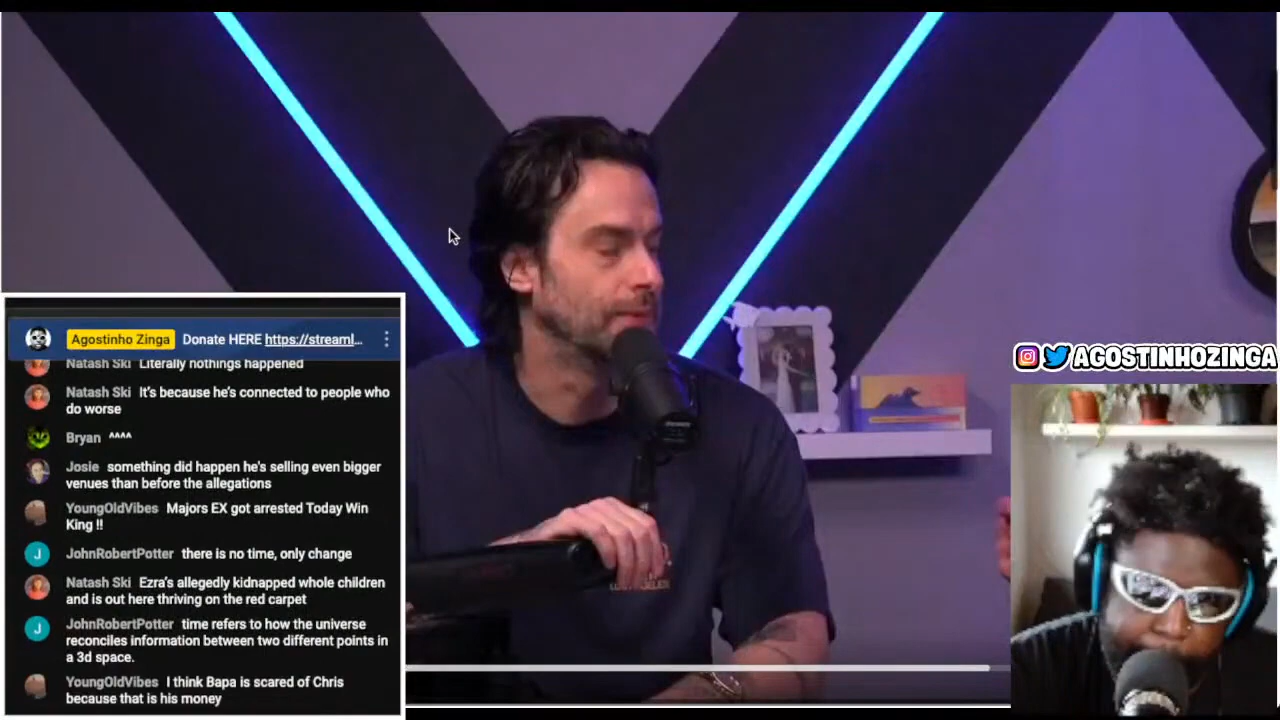 Agostinho Zinga Donate HERE https://streaml...
Natash Ski Literally nothings happened
Natash Ski It's because he's connected to people who
do worse
Bryan ^^^^
Josie something did happen he's selling even bigger
venues than before the allegations
YoungOldVibes Majors EX got arrested Today Win
King !!
J JohnRobertPotter there is no time, only change
Natash Ski Ezra's allegedly kidnapped whole children
and is out here thriving on the red carpet
J JohnRobertPotter time refers to how the universe
reconciles information between two different points in
a 3d space.
YoungOldVibes I think Bapa is scared of Chris
because that is his money
AGOSTINHOZINGA